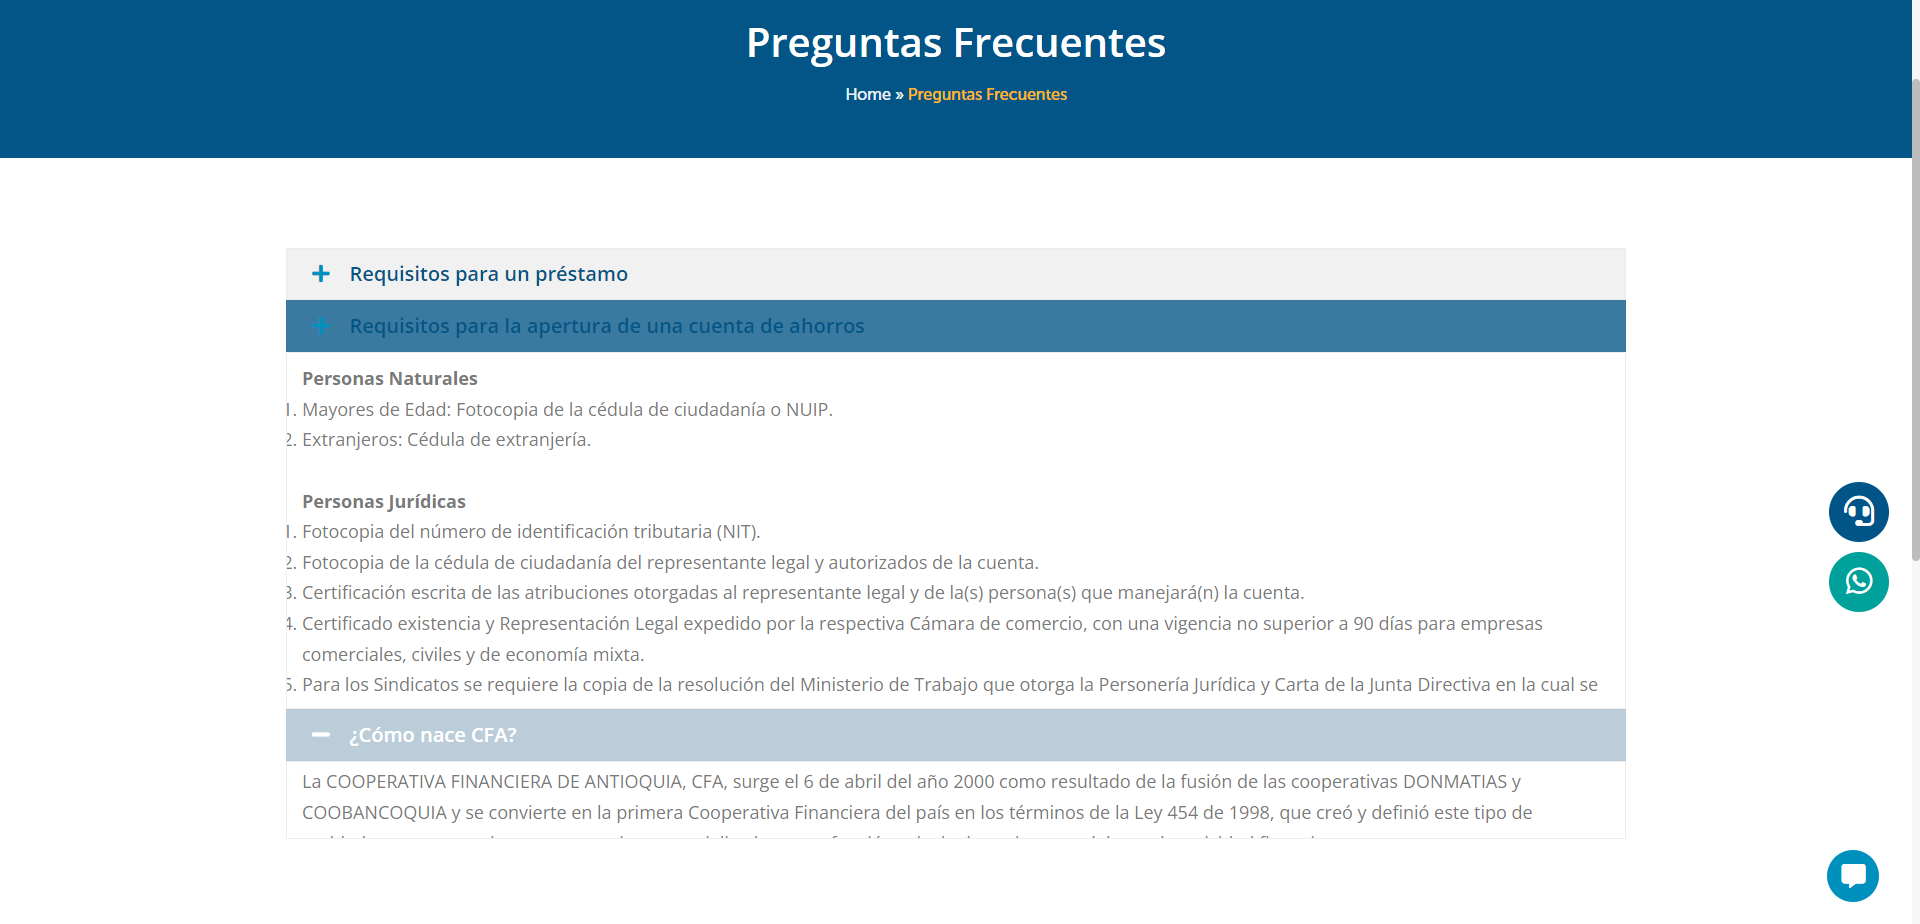 Preguntas Frecuentes
Home » Preguntas Frecuentes
Requisitos para un préstamo
Requisitos para la apertura de una cuenta de ahorros
Personas Naturales
1. Mayores de Edad: Fotocopia de la cédula de ciudadanía o NUIP.
2. Extranjeros: Cédula de extranjería.
Personas Jurídicas
1. Fotocopia del número de identificación tributaria (NIT).
2. Fotocopia de la cédula de ciudadanía del representante legal y autorizados de la cuenta.
3. Certificación escrita de las atribuciones otorgadas al representante legal y de la(s) persona(s) que manejará(n) la cuenta.
4. Certificado existencia y Representación Legal expedido por la respectiva Cámara de comercio, con una vigencia no superior a 90 días para empresas
comerciales, civiles y de economía mixta.
5. Para los Sindicatos se requiere la copia de la resolución del Ministerio de Trabajo que otorga la Personería Jurídica y Carta de la Junta Directiva en la cual se
¿Cómo nace CFA?
La COOPERATIVA FINANCIERA DE ANTIOQUIA, CFA, surge el 6 de abril del año 2000 como resultado de la fusión de las cooperativas DONMATIAS y
COOBANCOQUIA y se convierte en la primera Cooperativa Financiera del país en los términos de la Ley 454 de 1998, que creó y definió este tipo de